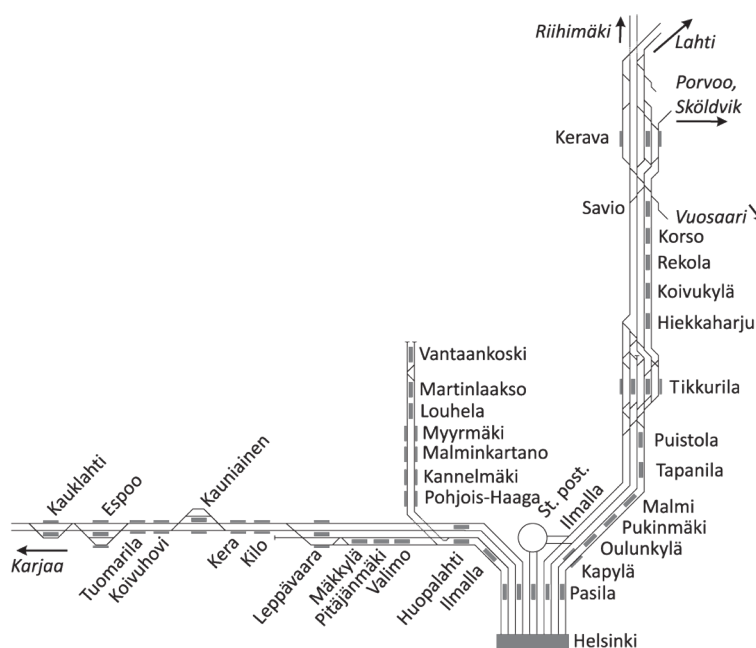 Riihimäki
Lahti
Porvoo,
Sköldvik
Kerava
Savio
Vuosaari
Korso
Rekola
Koivukylä
Hiekkaharju
Vantaankoski
Tikkurila
Martinlaakso
Louhela
Myyrmäki
Malminkartano
Kannelmäki
Pohjois-Haaga
Puistola
Tapanila
Kauklahti
Espoo
Kauniainen
St. post.
Ilmalla
Malmi
Pukinmäki
Oulunkylä
Kapylä
Pasila
Karjaa
Tuomarila
Koivuhovi
Kera
Kilo
Leppävaara
Mäkkylä
Pitäjänmäki
Valimo
Huopalahti
Ilmalla
Helsinki